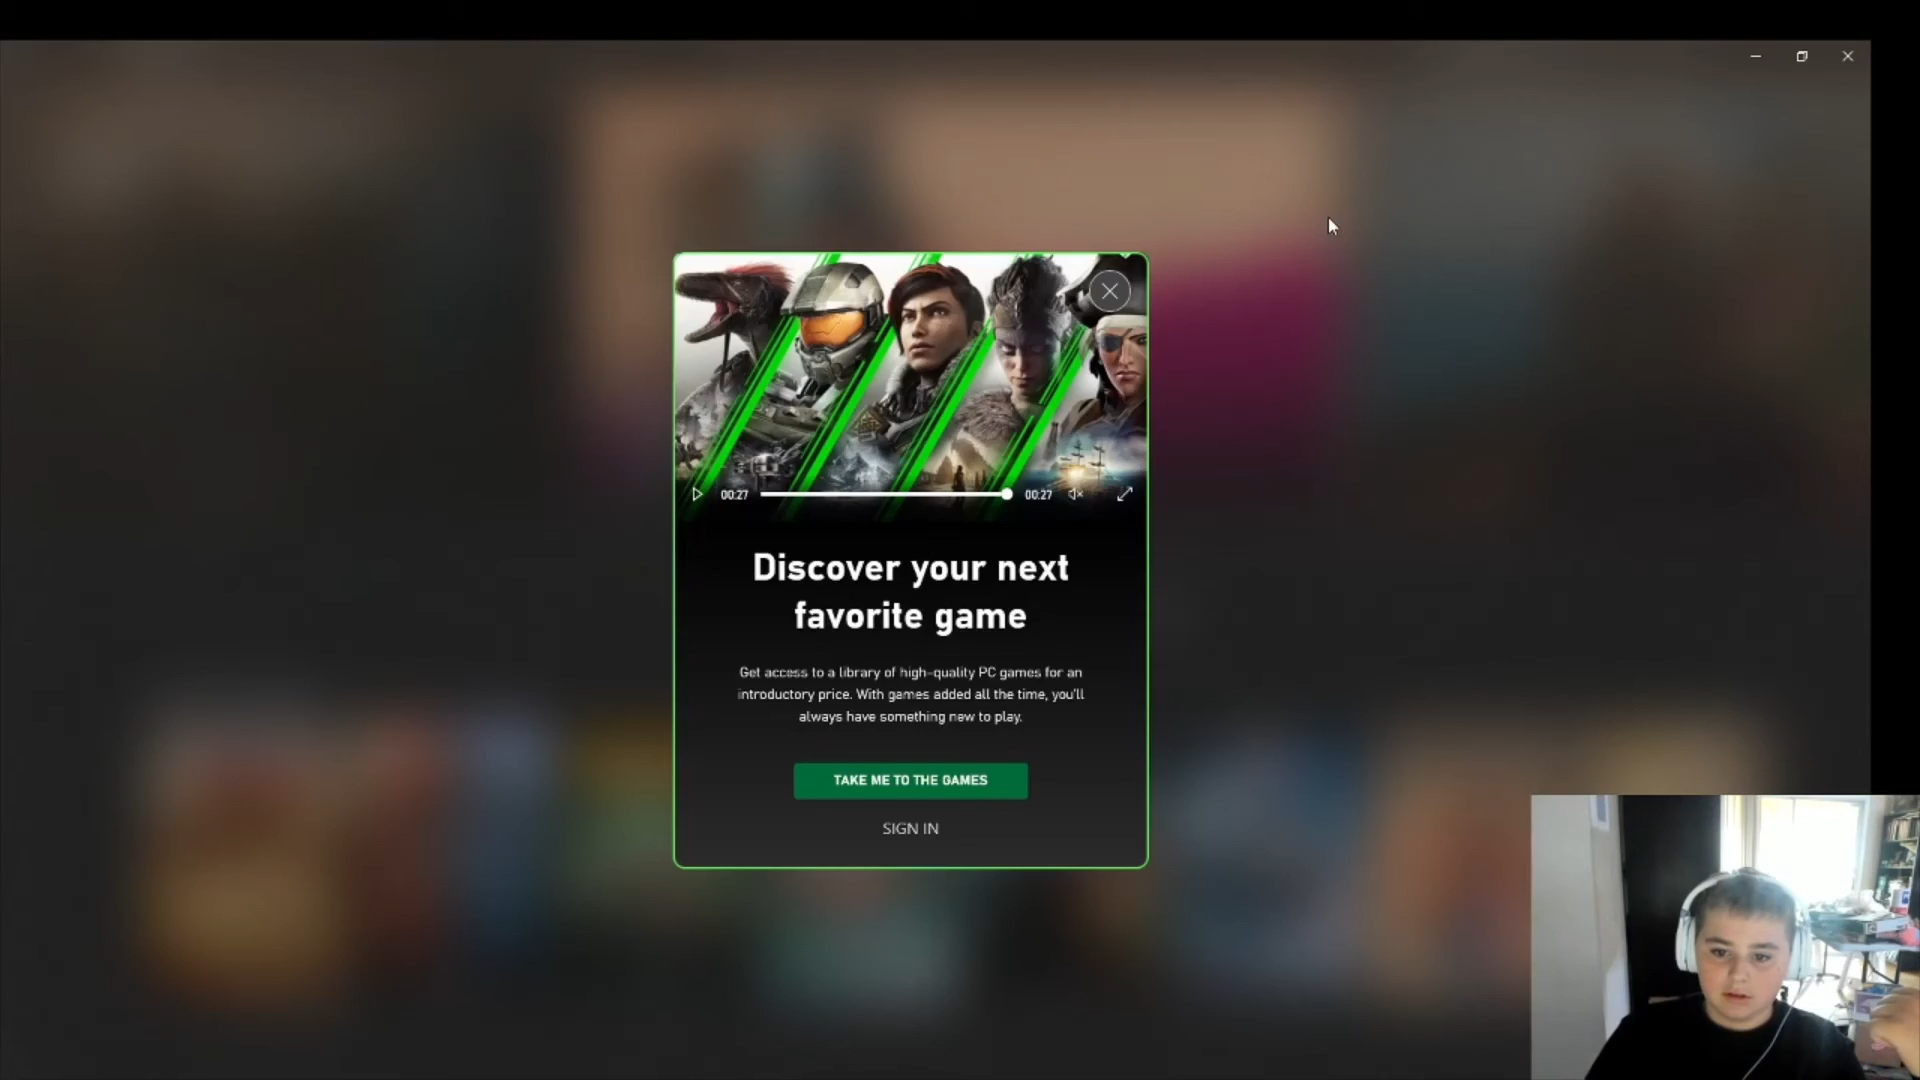 00:27
00:27
Discover your next
favorite game
Get access to a library of high-quality PC games for an
introductory price. With games added all the time, you'll
always have something new to play.
TAKE ME TO THE GAMES
SIGN IN